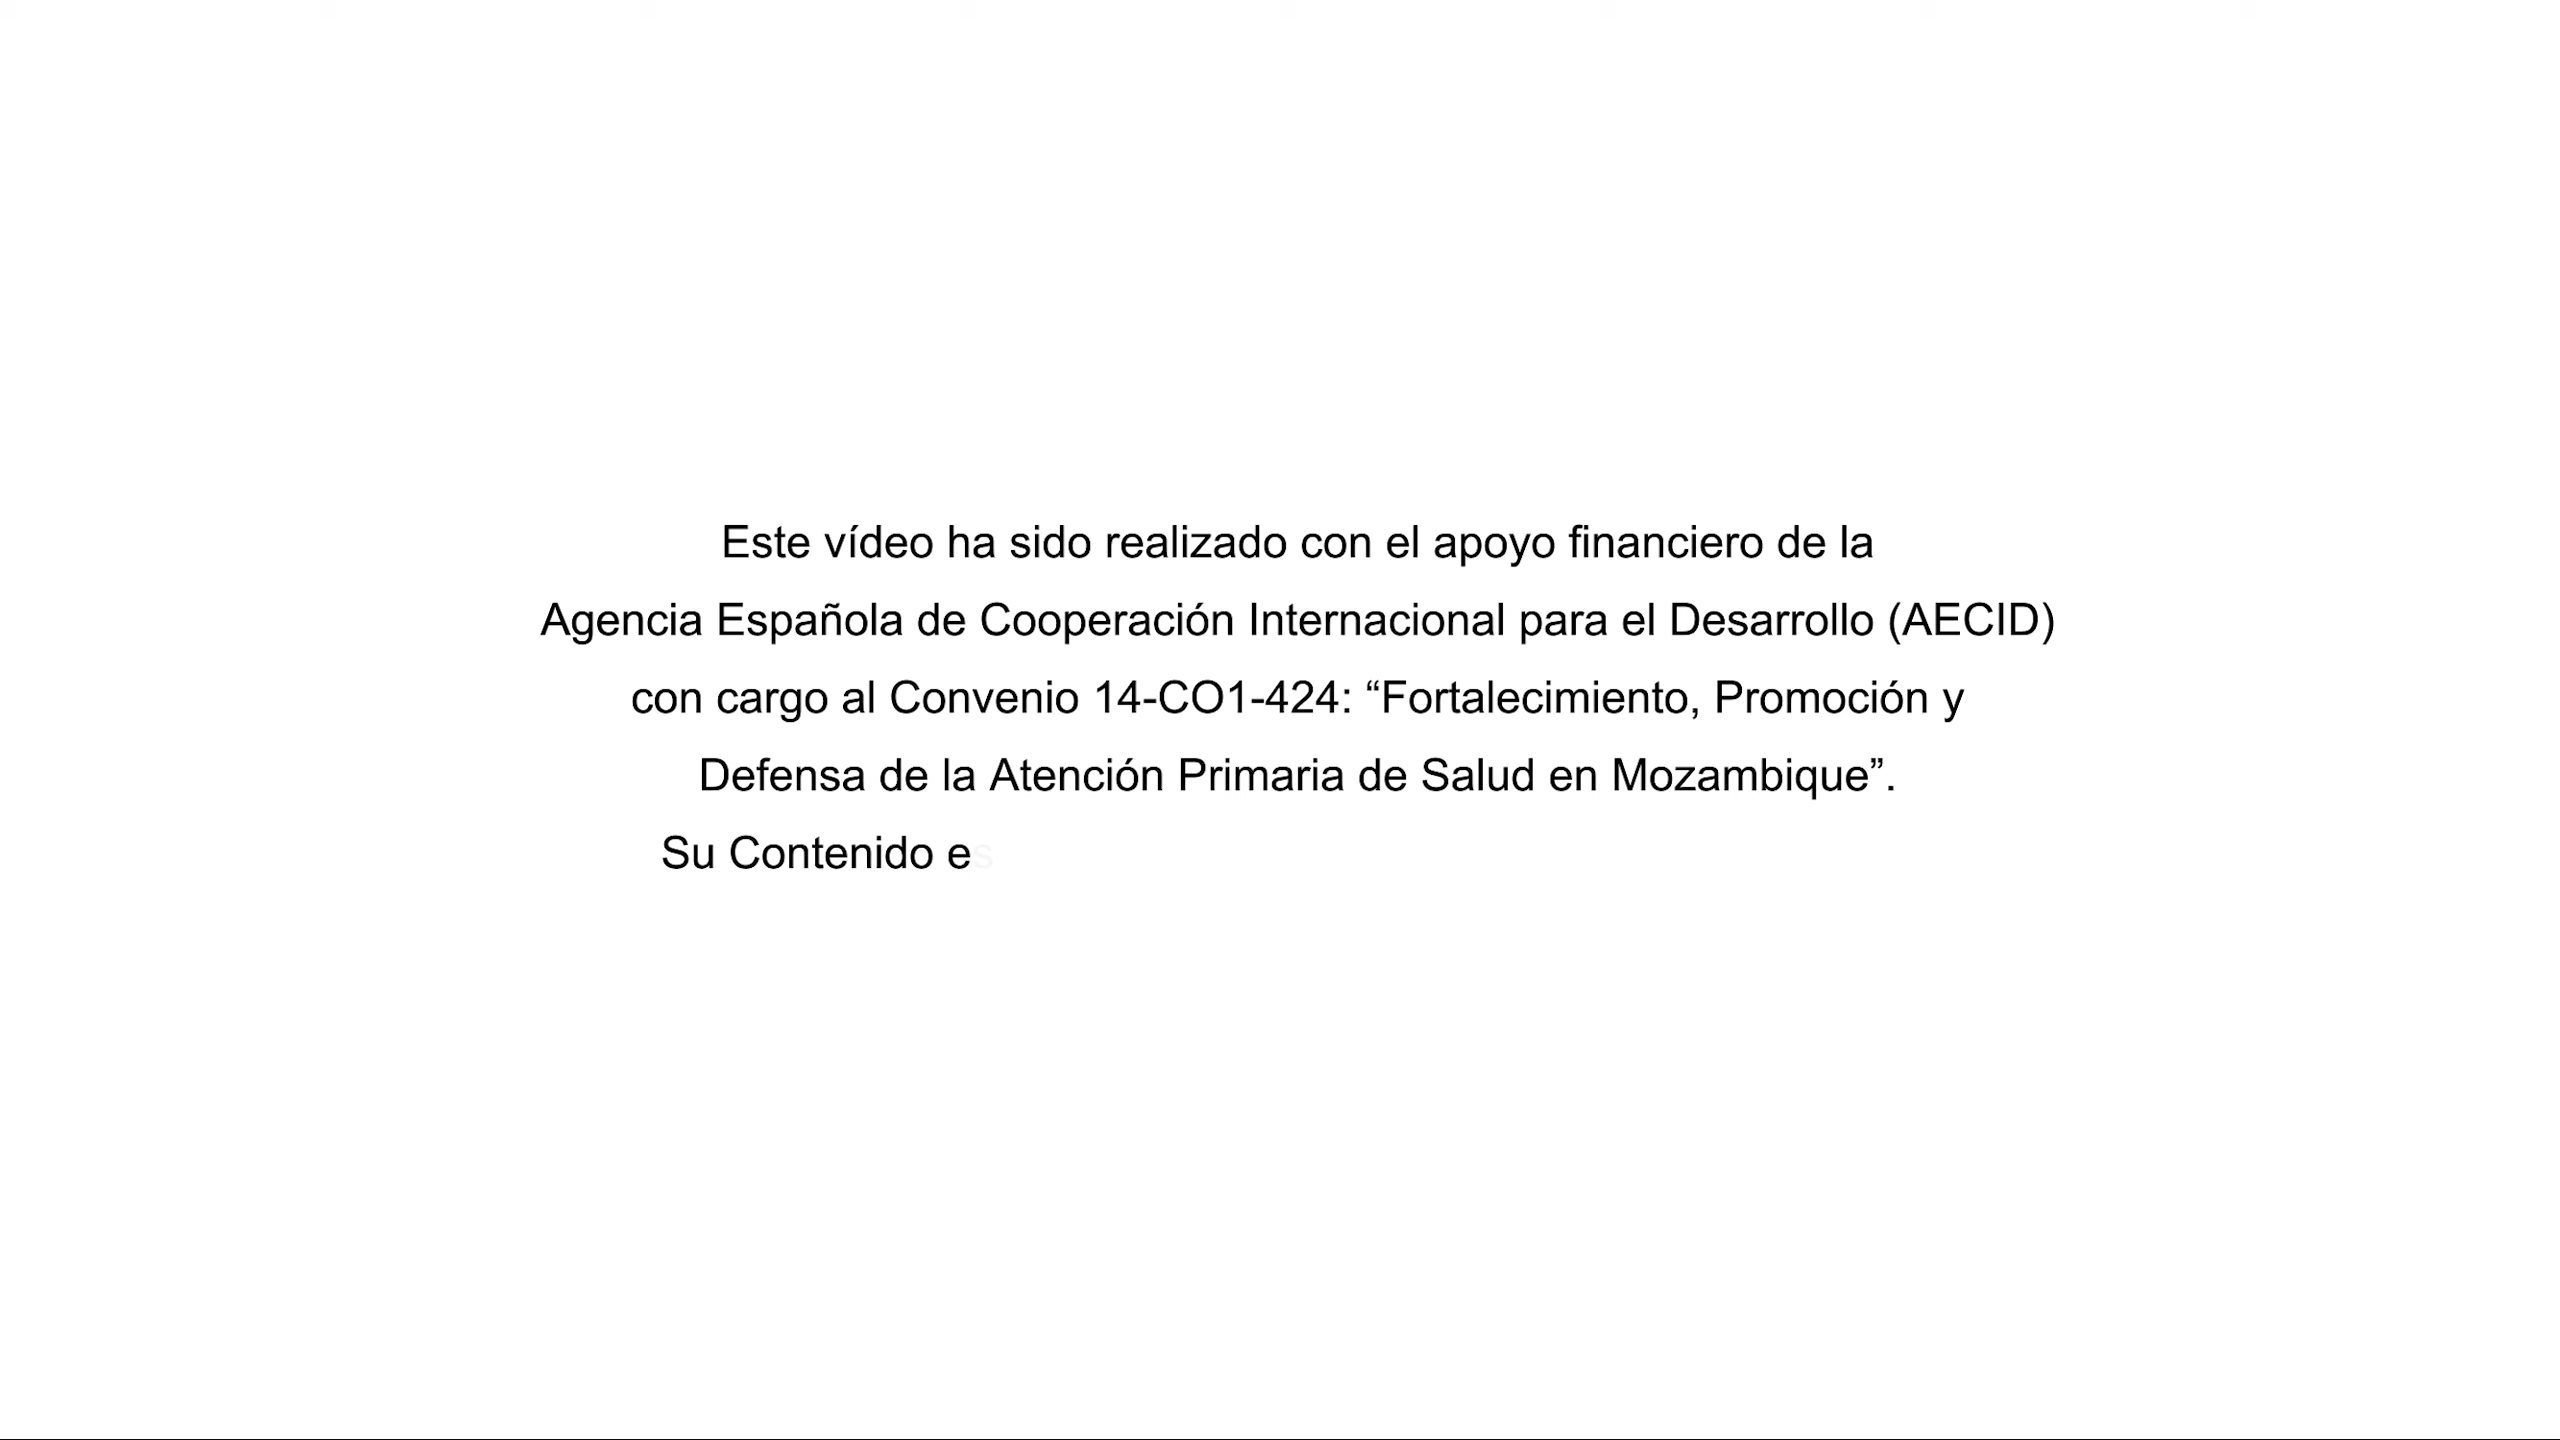 Este vídeo ha sido realizado con el apoyo financiero de la
Agencia Española de Cooperación Internacional para el Desarrollo (AECID)
con cargo al Convenio 14-CO1-424: “Fortalecimiento, Promoción y
Defensa de la Atención Primaria de Salud en Mozambique”.
Su Contenido es